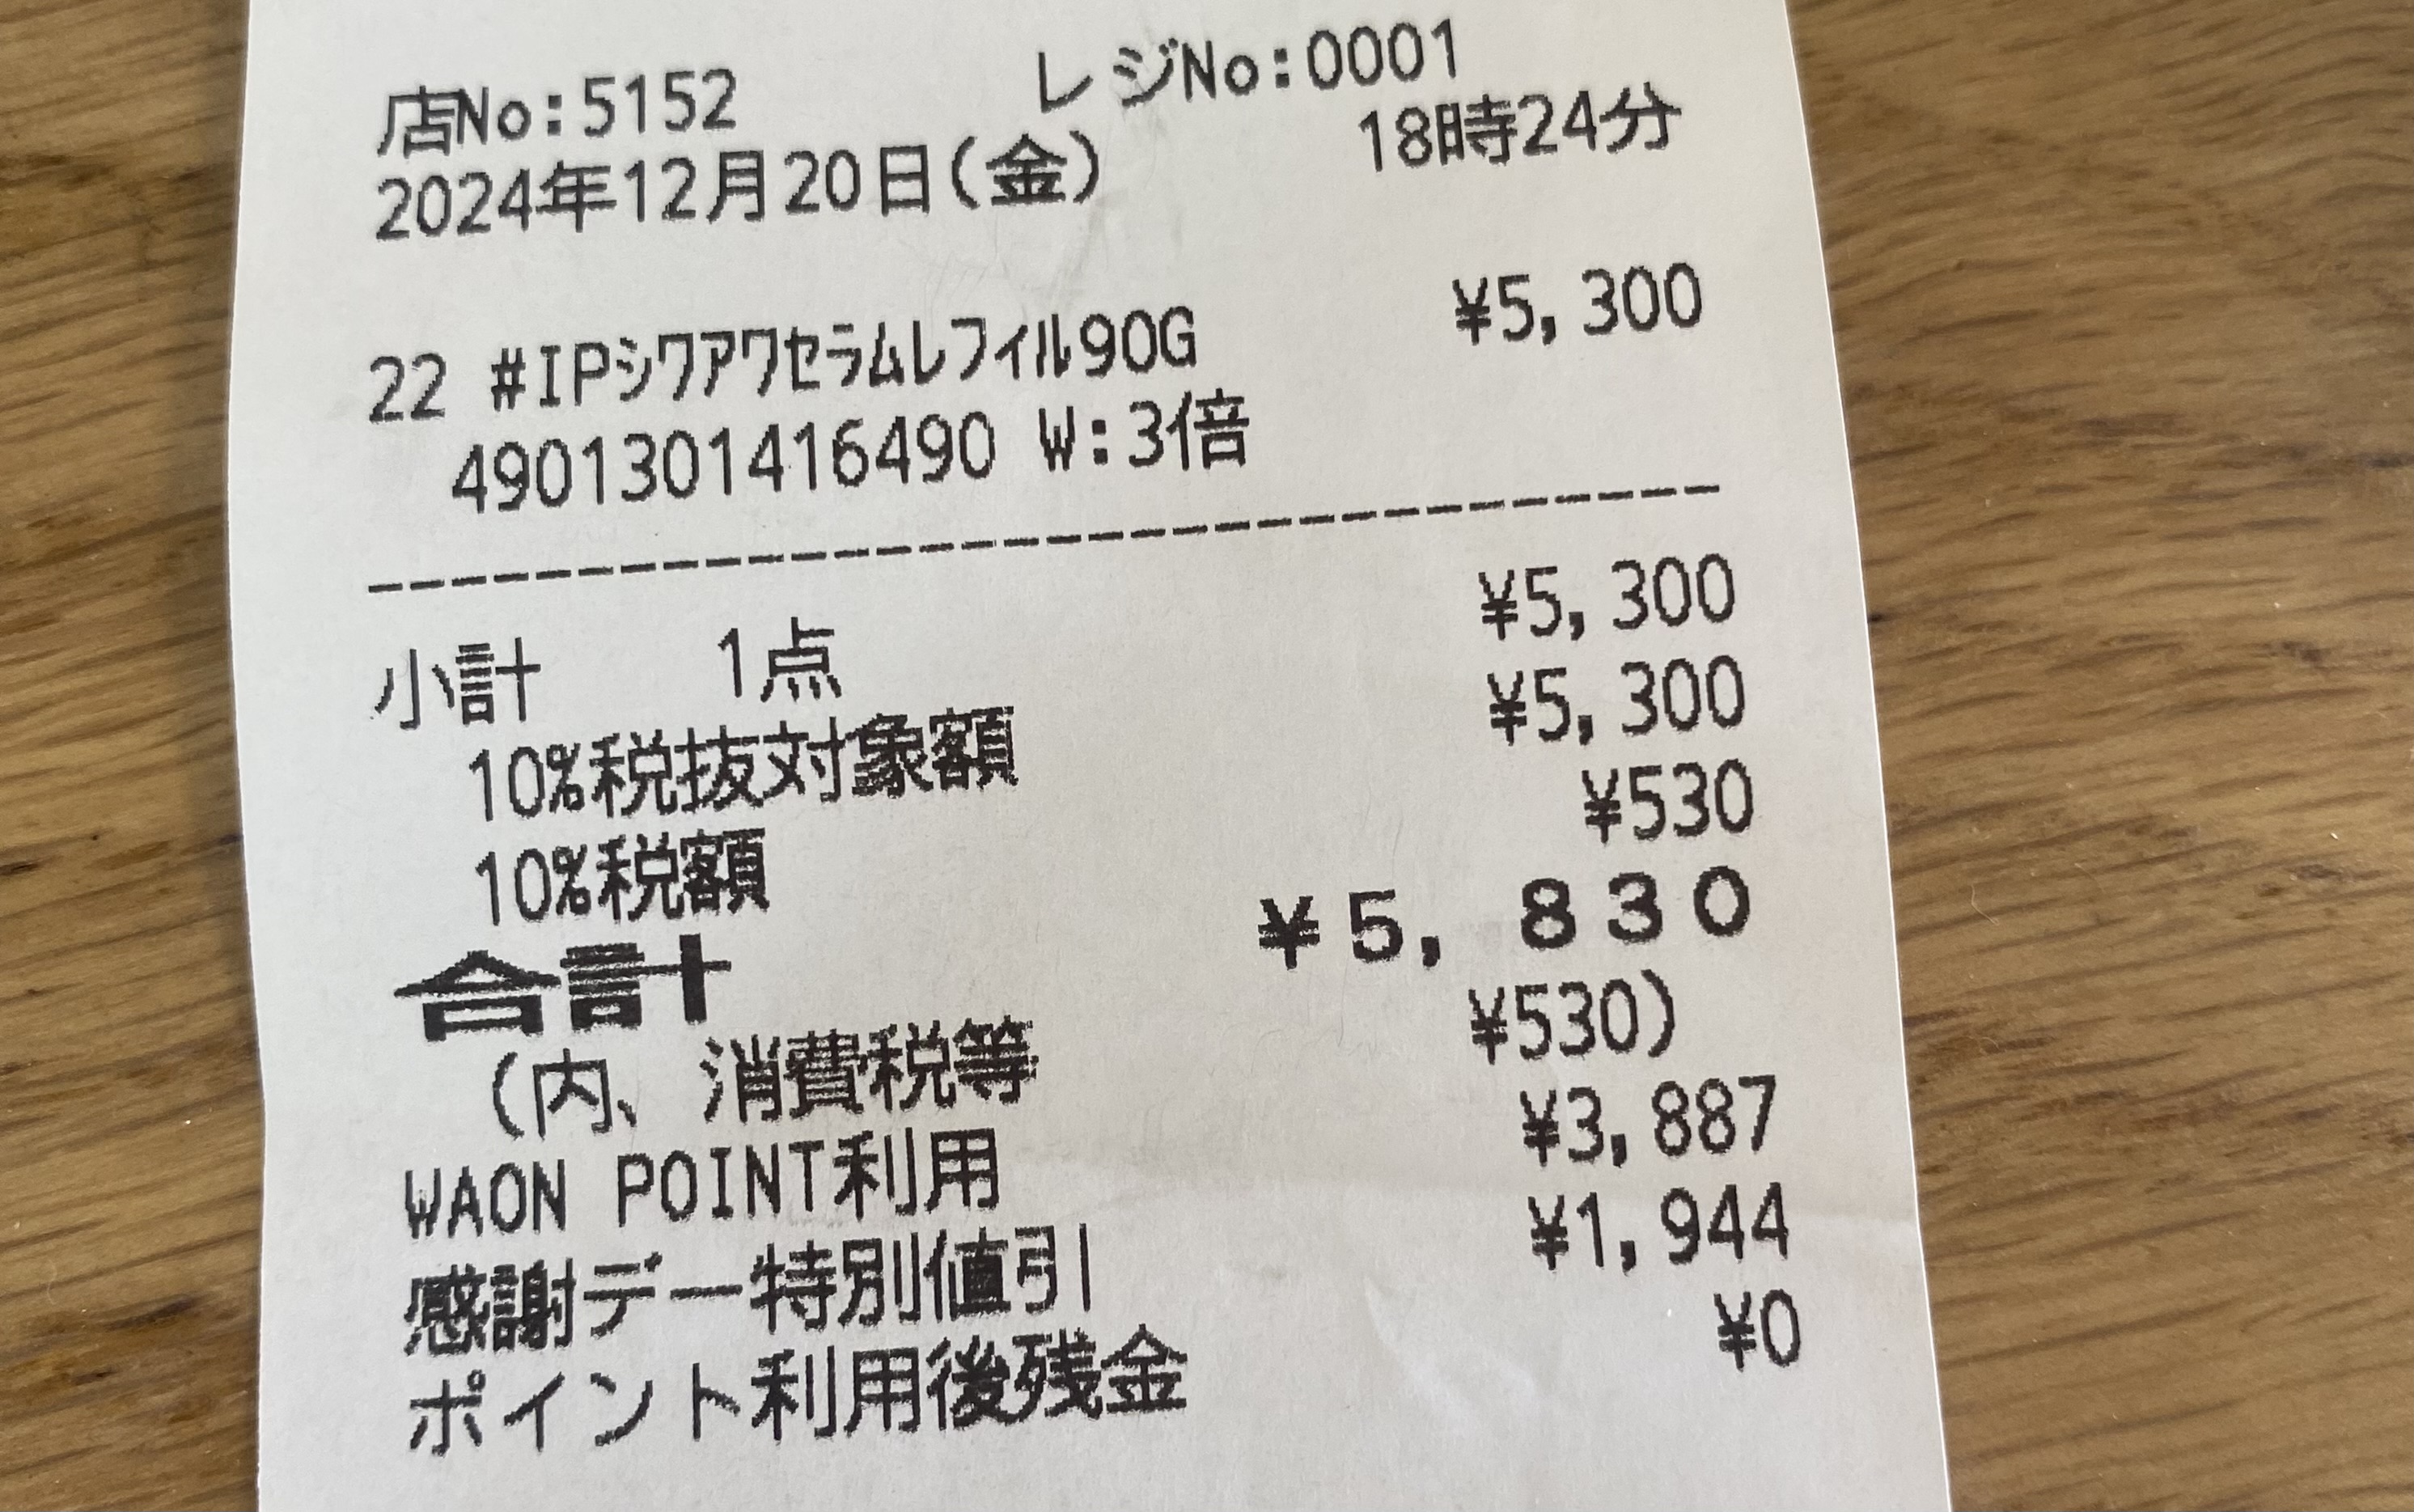 店No:5152 レジNo:0001
2024年12月20日(金) 18時24分
22 #IPシワアワセラムレフィル90G ¥5,300
4901301416490 W:3倍
小計 1点 ¥5,300
10%税抜対象額 ¥5,300
10%税額 ¥530
合計 ¥5,830
(内、消費税等 ¥530)
WAON POINT利用 ¥3,887
感謝デー特別値引 ¥1,944
ポイント利用後残金 ¥0